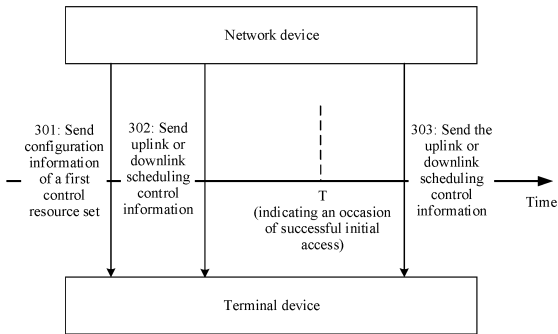 Network device
301: Send
configuration
information
of a first
control
resource set
302: Send
uplink or
downlink
scheduling
control
information
T
(indicating an occasion
of successful initial
access)
303: Send the
uplink or
downlink
scheduling
control
information
Time
Terminal device